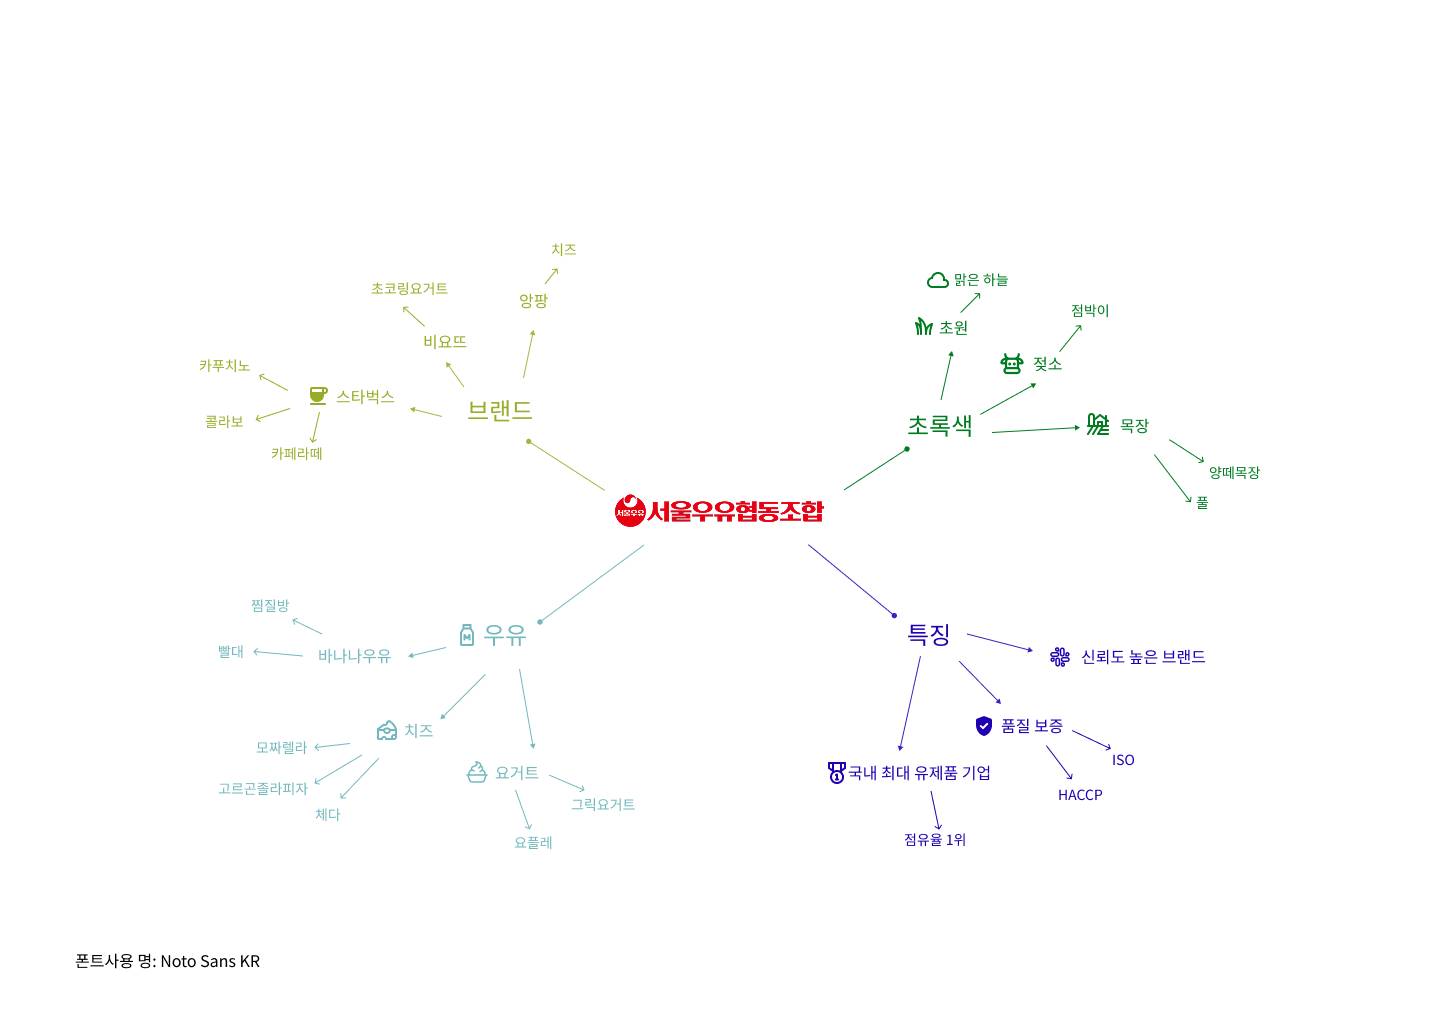 치즈
초코링요거트
앙팡
비요뜨
카푸치노
스타벅스
콜라보
카페라떼
브랜드
맑은 하늘
초원
점박이
젖소
초록색
목장
양떼목장
풀
서울우유
서울우유협동조합
찜질방
빨대
바나나우유
우유
치즈
모짜렐라
고르곤졸라피자
체다
요거트
그릭요거트
요플레
특징
신뢰도 높은 브랜드
품질 보증
ISO
HACCP
국내 최대 유제품 기업
점유율 1위
폰트사용 명: Noto Sans KR